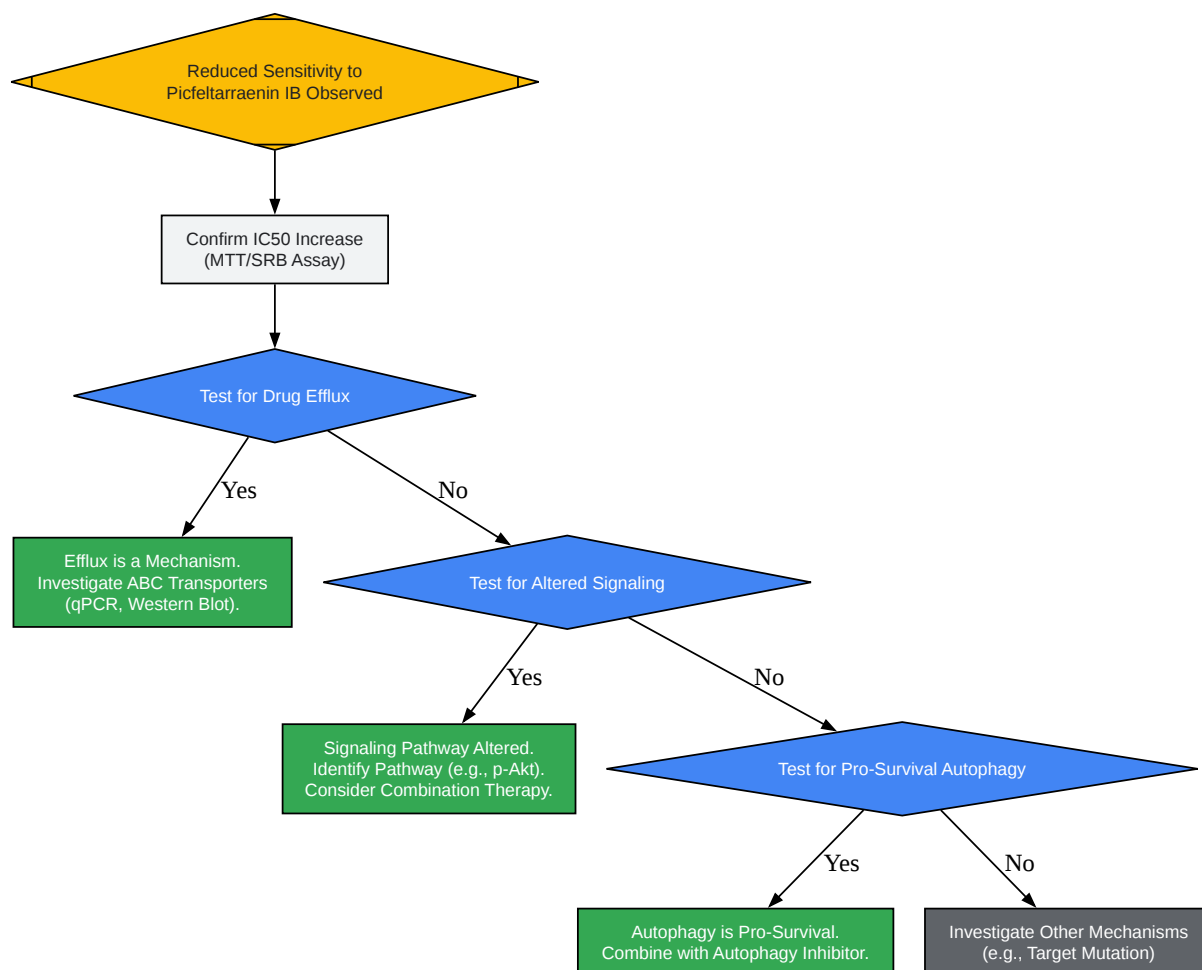 Reduced Sensitivity to
Picfeltarraenin IB Observed
Confirm IC50 Increase
(MTT/SRB Assay)
Test for Drug Efflux
Yes
No
Efflux is a Mechanism.
Investigate ABC Transporters
(qPCR, Western Blot).
Test for Altered Signaling
Yes
No
Signaling Pathway Altered.
Identify Pathway (e.g., p-Akt).
Consider Combination Therapy.
Test for Pro-Survival Autophagy
Yes
No
Autophagy is Pro-Survival.
Combine with Autophagy Inhibitor.
Investigate Other Mechanisms
(e.g., Target Mutation)